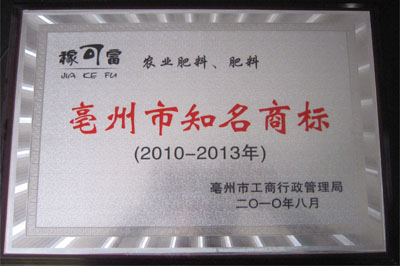 稼可富 农业肥料、肥料
JIA KE FU
亳州市知名商标
(2010-2013年)
亳州市工商行政管理局
二〇一〇年八月